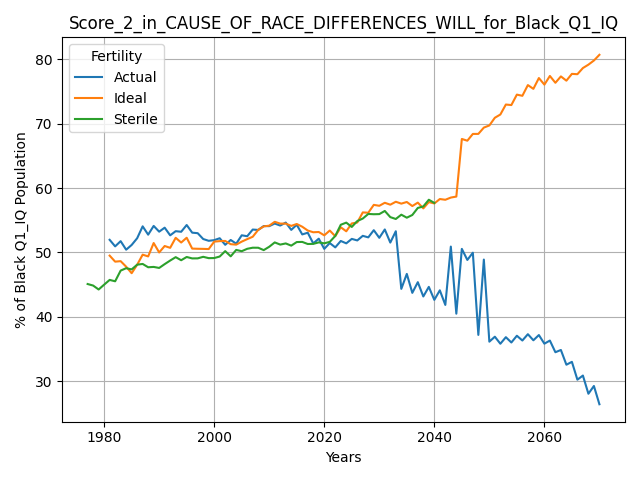 Score_2_in_CAUSE_OF_RACE_DIFFERENCES_WILL_for_Black_Q1_IQ
Fertility
Actual
Ideal
Sterile
% of Black Q1_IQ Population
80
70
60
50
40
30
1980
2000
2020
2040
2060
Years